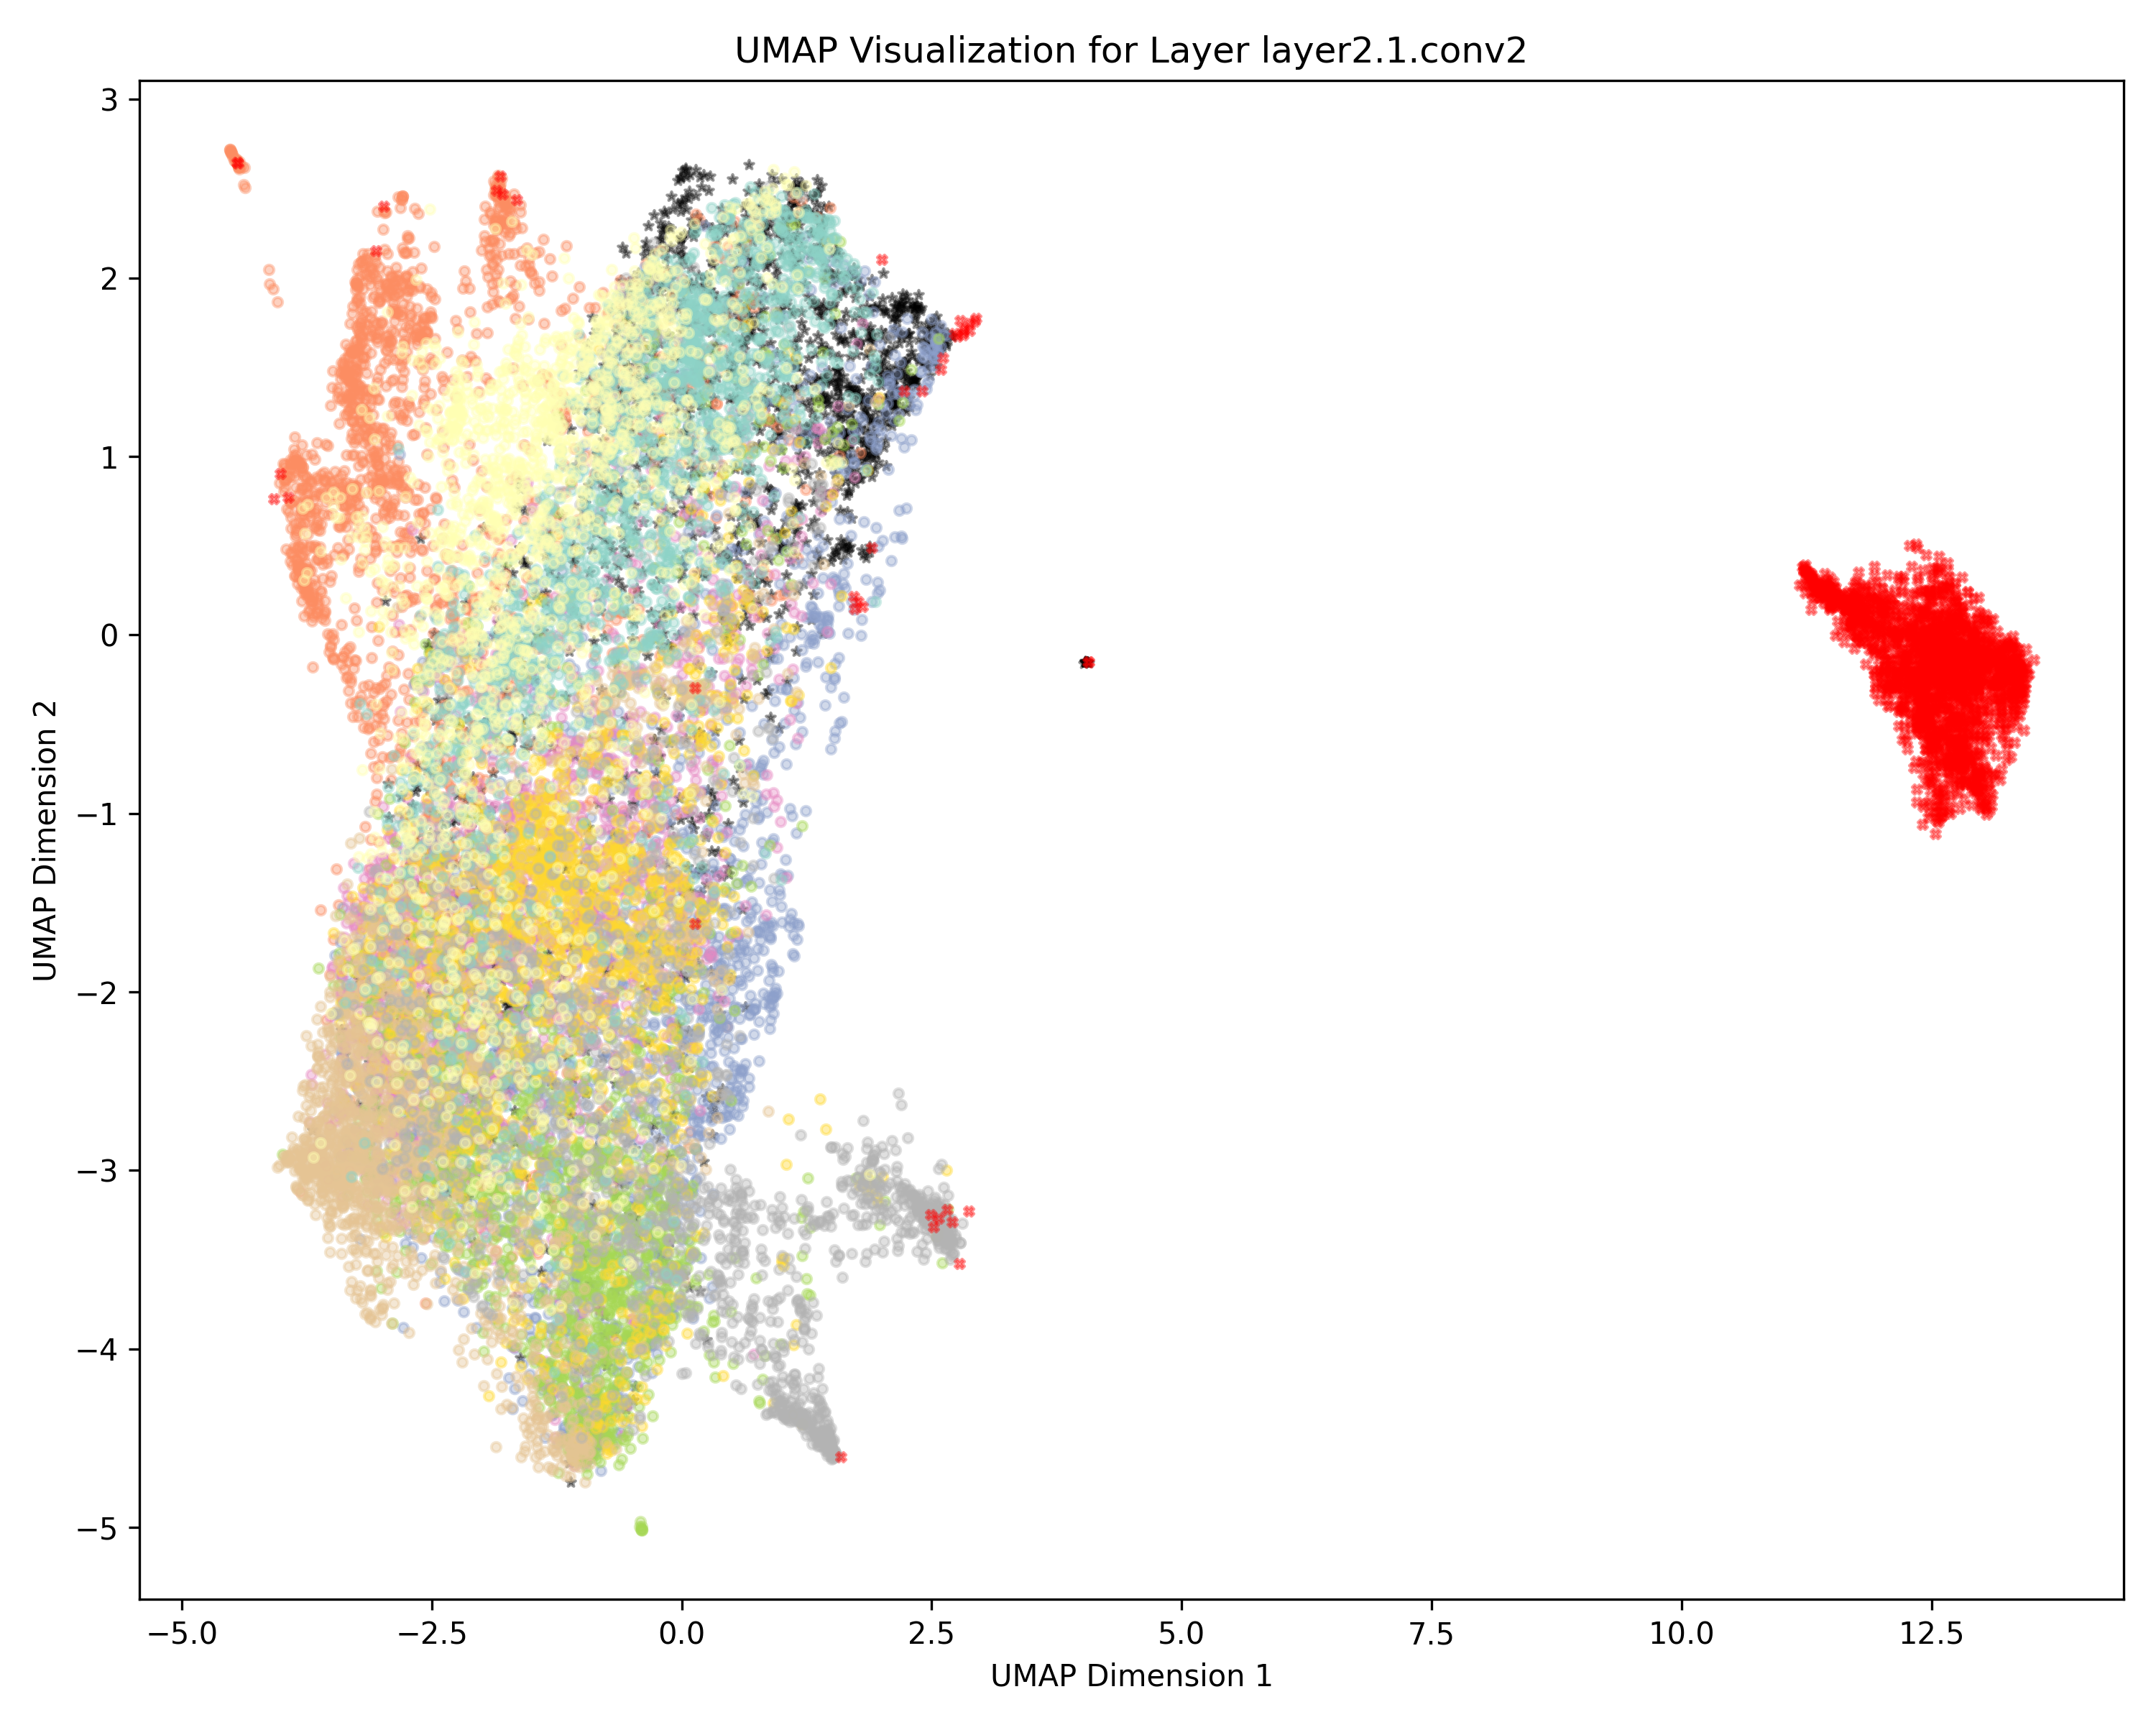 UMAP Visualization for Layer layer2.1.conv2
3
2
1
0
−1
−2
−3
−4
−5
UMAP Dimension 2
−5.0 −2.5 0.0 2.5 5.0 7.5 10.0 12.5
UMAP Dimension 1